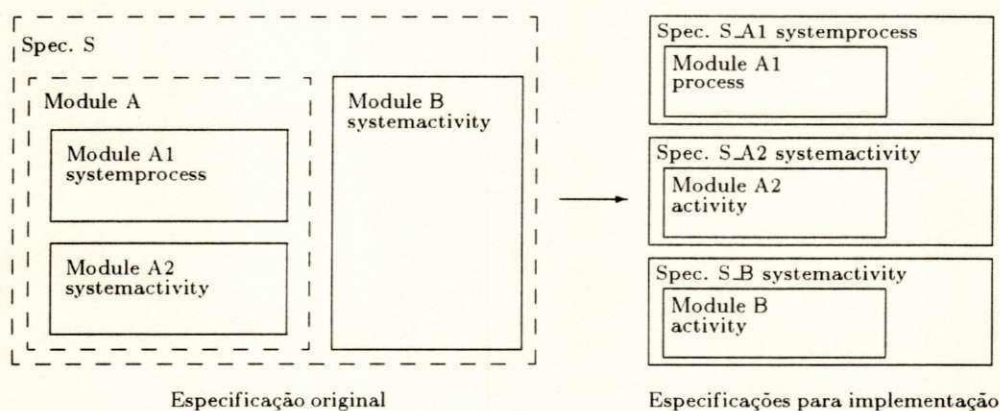 Spec. S
Module A
Module A1
systemprocess
Module A2
systemactivity
Module B
systemactivity
Especificação original
Spec. S_A1 systemprocess
Module A1
process
Spec. S_A2 systemactivity
Module A2
activity
Spec. S_B systemactivity
Module B
activity
Especificações para implementação